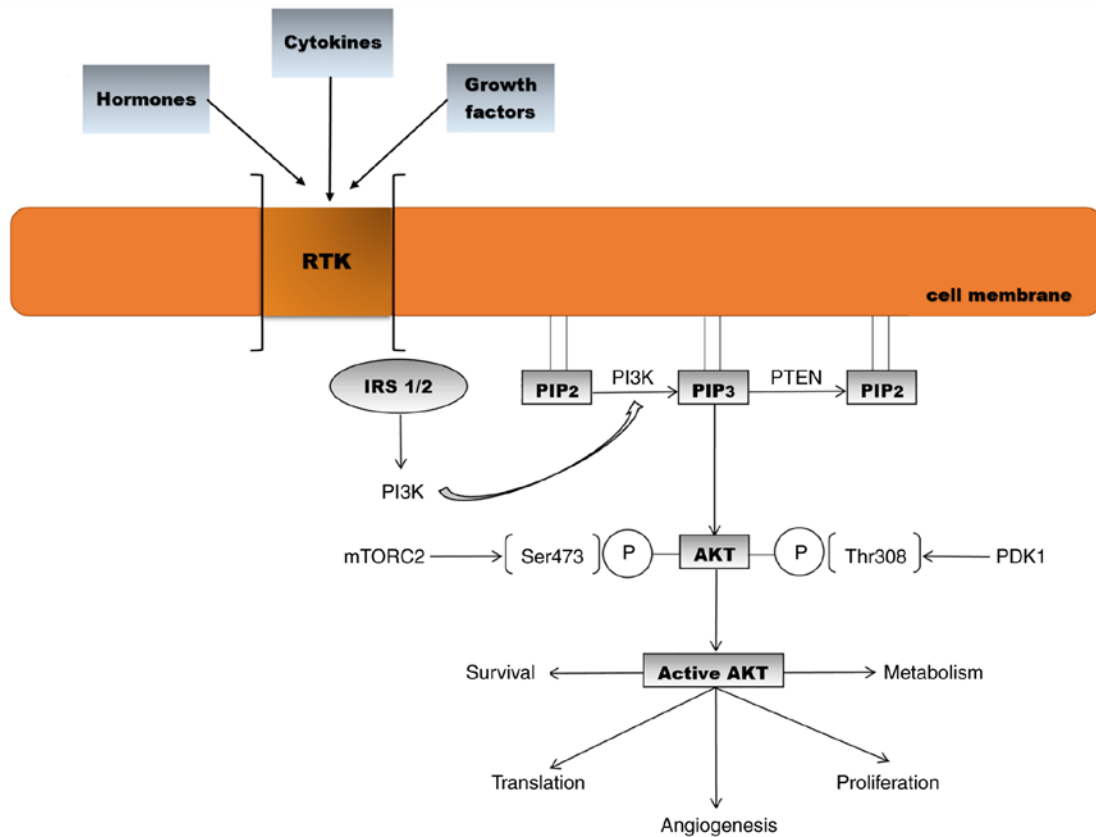 Cytokines
Hormones
Growth
factors
RTK
cell membrane
IRS 1/2
PIP2
PI3K
PIP3
PTEN
PIP2
PI3K
mTORC2
Ser473
P
AKT
P
Thr308
PDK1
Survival
Active AKT
Metabolism
Translation
Proliferation
Angiogenesis